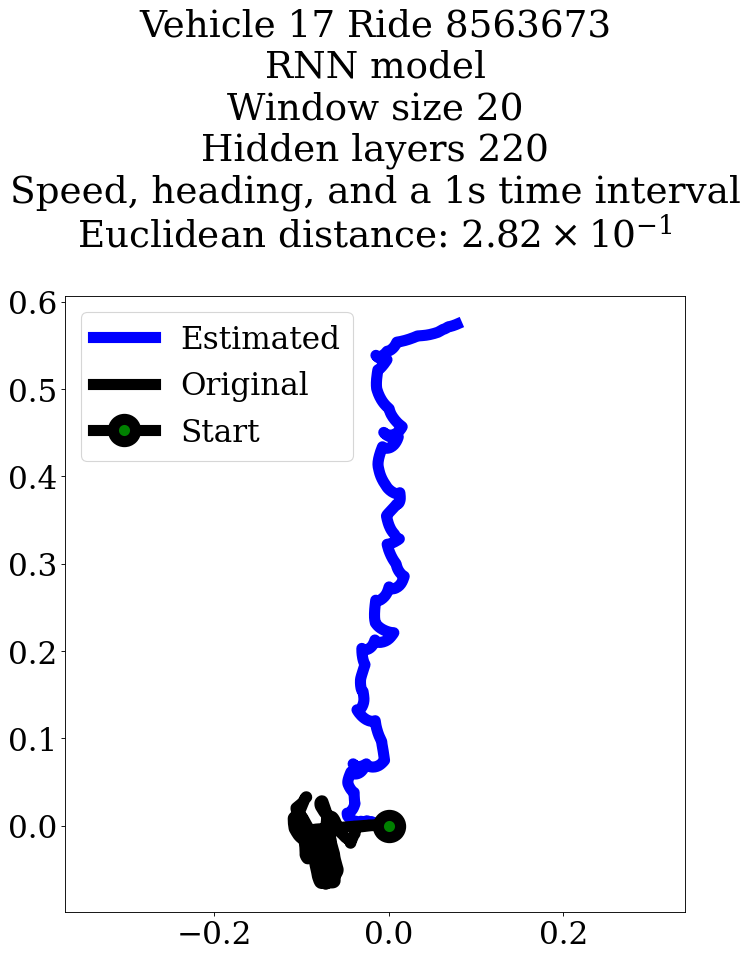 Vehicle 17 Ride 8563673
RNN model
Window size 20
Hidden layers 220
Speed, heading, and a 1s time interval
Euclidean distance: 2.82 × 10⁻¹
0.6
0.5
0.4
0.3
0.2
0.1
0.0
Estimated
Original
Start
−0.2 0.0 0.2